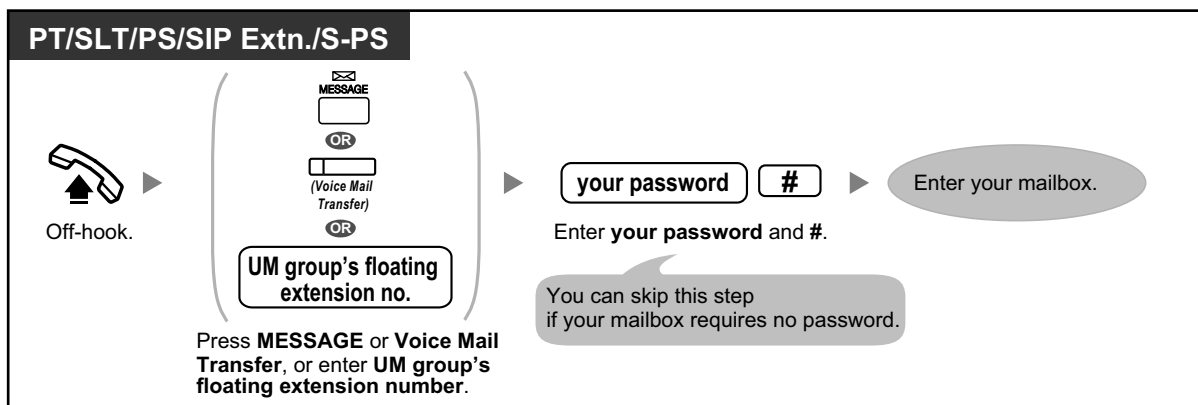 PT/SLT/PS/SIP Extn./S-PS
MESSAGE
OR
(Voice Mail
Transfer)
OR
UM group's floating
extension no.
Off-hook.
Press MESSAGE or Voice Mail
Transfer, or enter UM group's
floating extension number.
your password #
Enter your password and #.
You can skip this step
if your mailbox requires no password.
Enter your mailbox.